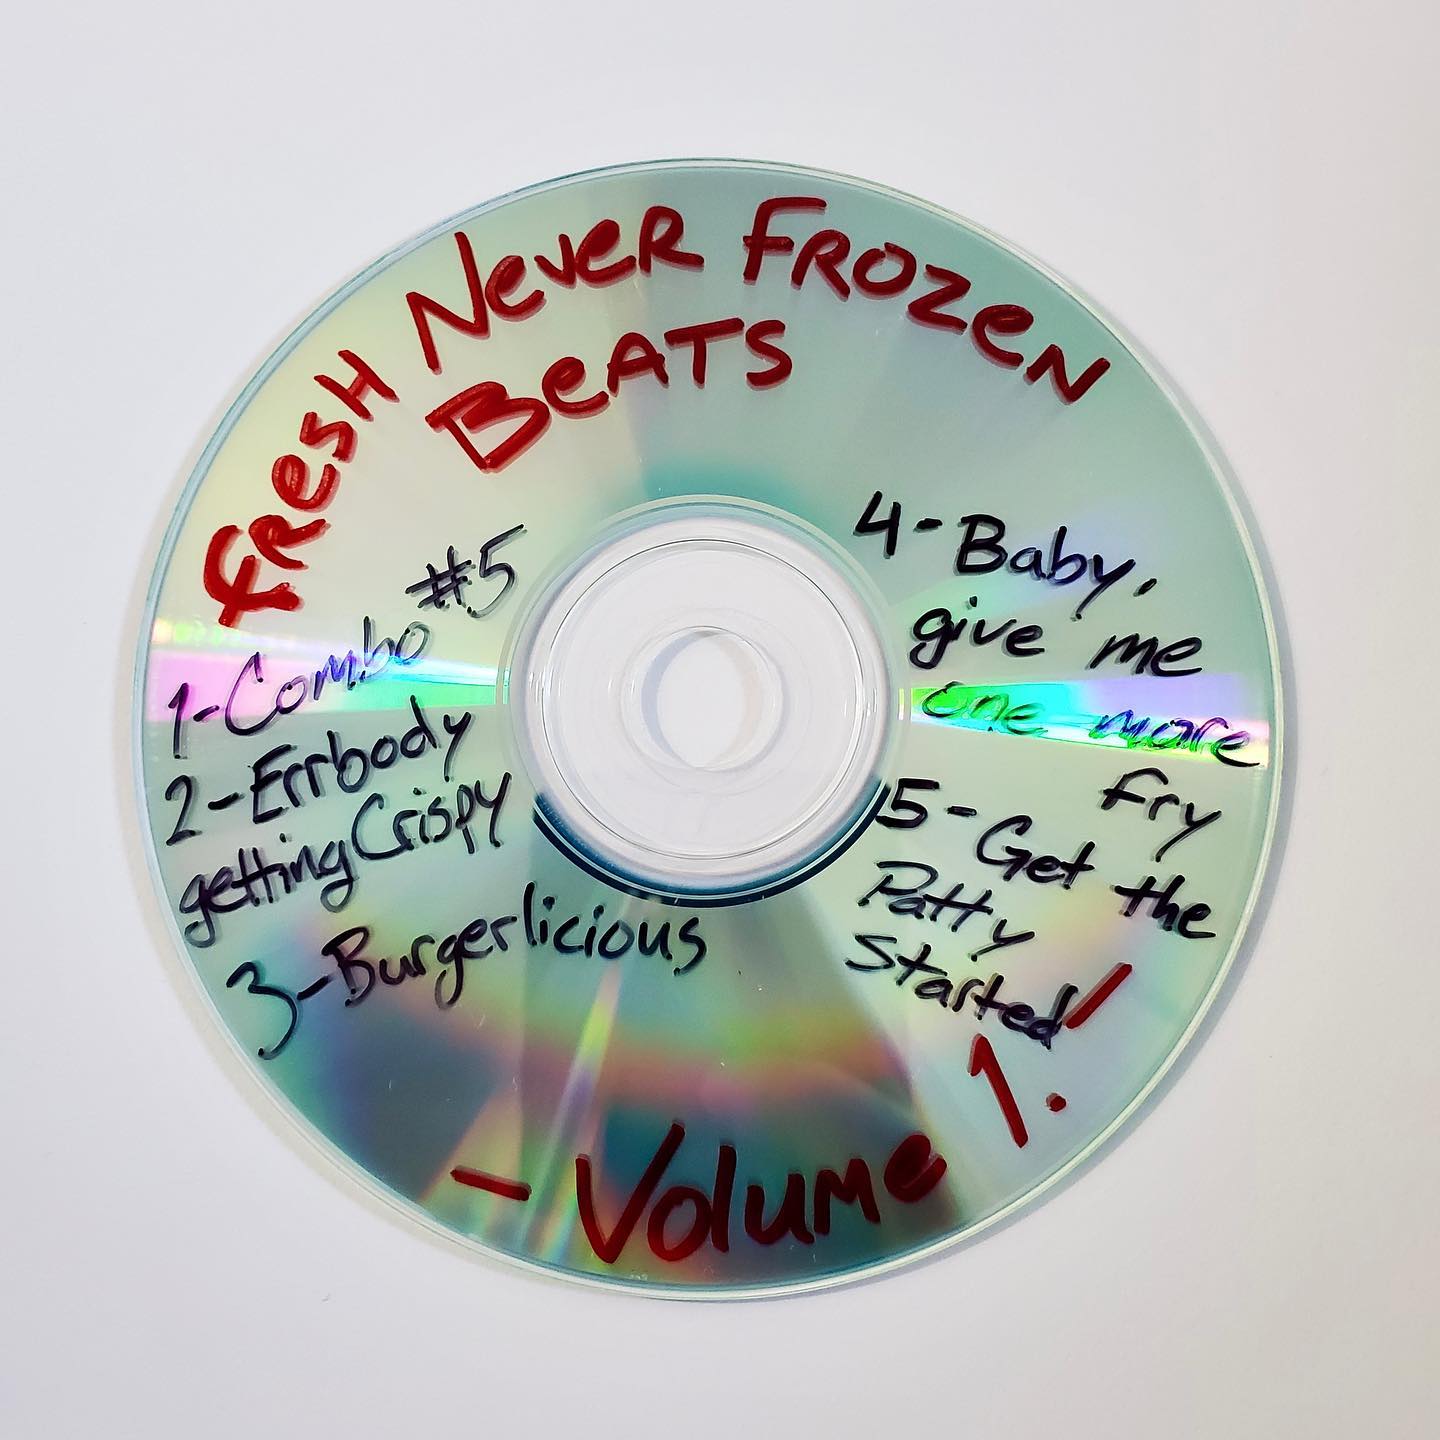 FResH NeveR FROZeN
BeATS
1-Combo #5
2-Errbody
getting Crispy
3-Burgerlicious
4-Baby,
give me
one more
fry
5-Get the
Patty
Started
- Volume 1.